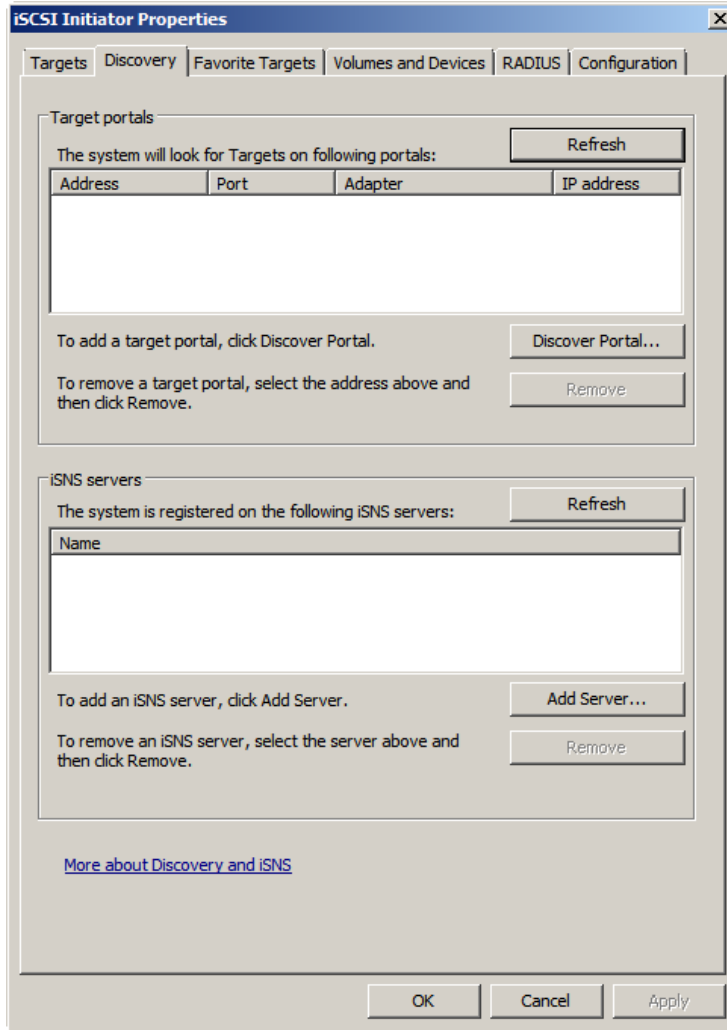 iSCSI Initiator Properties
Targets Discovery Favorite Targets Volumes and Devices RADIUS Configuration
Target portals
The system will look for Targets on following portals:
Refresh
Address Port Adapter IP address
To add a target portal, click Discover Portal.
Discover Portal...
To remove a target portal, select the address above and
then click Remove.
Remove
iSNS servers
The system is registered on the following iSNS servers:
Refresh
Name
To add an iSNS server, click Add Server.
Add Server...
To remove an iSNS server, select the server above and
then click Remove.
Remove
More about Discovery and iSNS
OK Cancel Apply